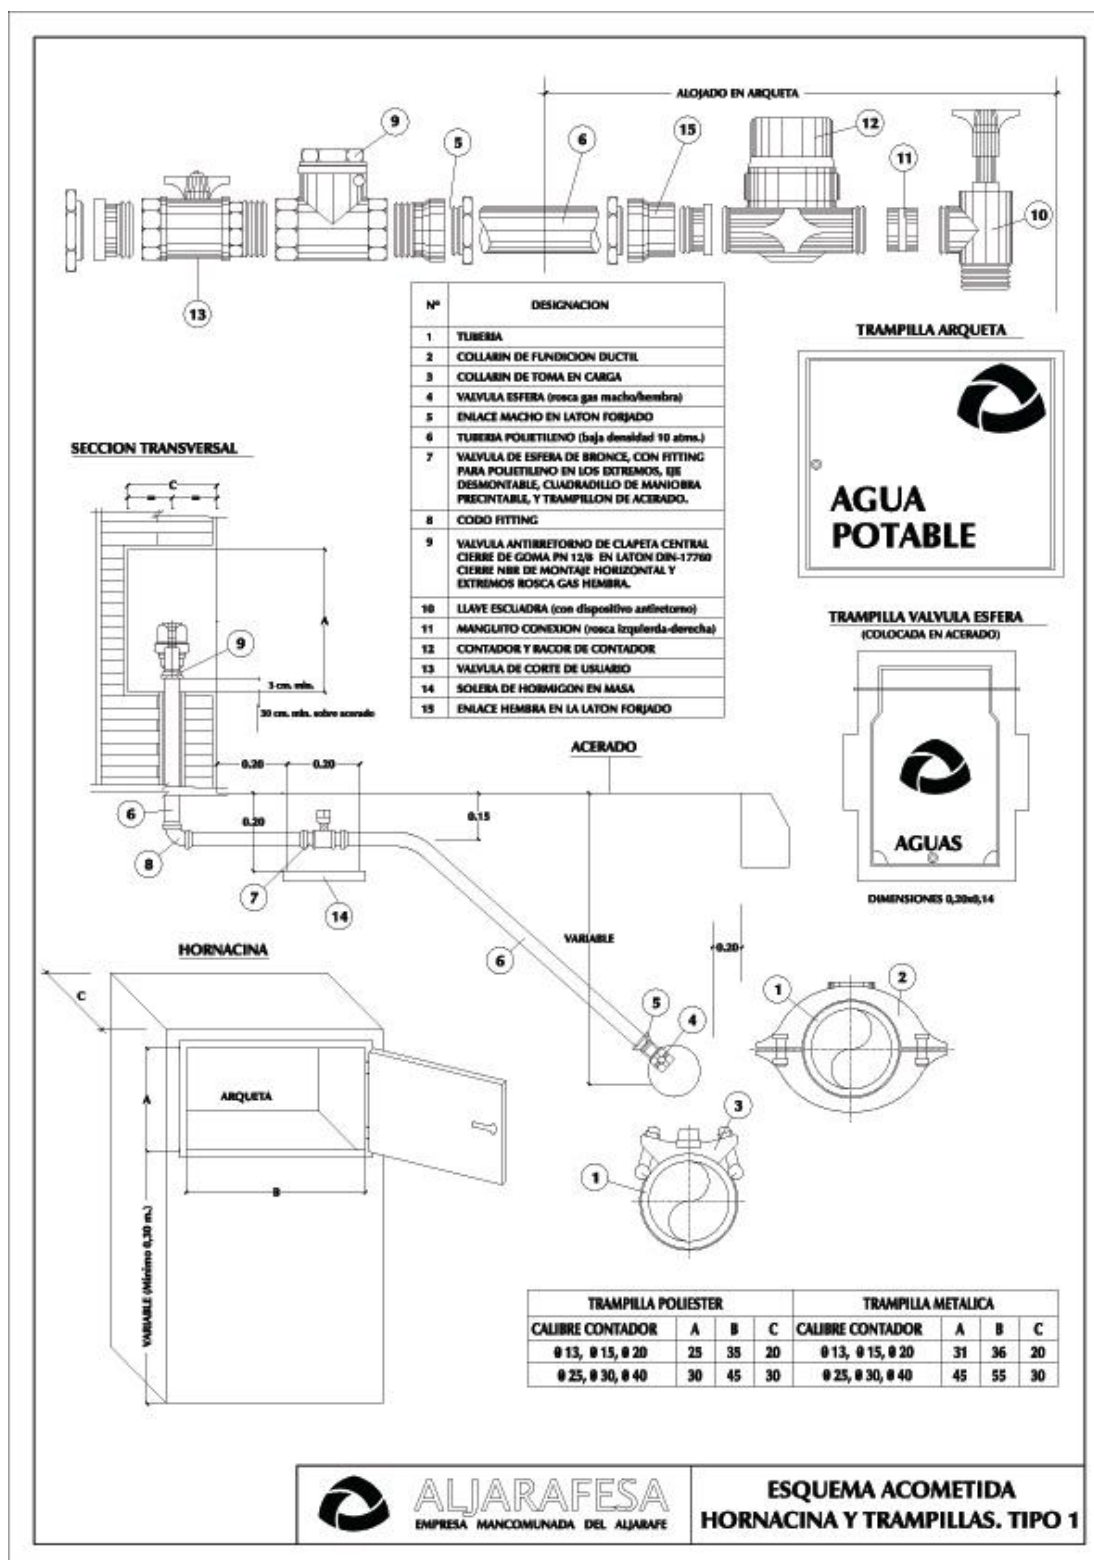 ALOJADO EN ARQUETA
9
5
6
15
12
11
10
13
Nº DESIGNACION
1 TUBERIA
2 COLLARIN DE FUNDICION DUCTIL
3 COLLARIN DE TOMA EN CARGA
4 VALVULA ESFERA (rosca gas macho/hembra)
5 ENLACE MACHO EN LATON FORJADO
6 TUBERIA POLIETILENO (baja densidad 10 atms.)
7 VALVULA DE ESFERA DE BRONCE, CON FITTING
PARA POLIETILENO EN LOS EXTREMOS, EJE
DESMONTABLE, CUADRADILLO DE MANIOBRA
PRECINTABLE, Y TRAMPILLON DE ACERADO.
8 CODO FITTING
9 VALVULA ANTIRRETORNO DE CLAPETA CENTRAL
CIERRE DE GOMA PN 12/8 EN LATON DIN-17760
CIERRE NBR DE MONTAJE HORIZONTAL Y
EXTREMOS ROSCA GAS HEMBRA.
10 LLAVE ESCUADRA (con dispositivo antiretorno)
11 MANGUITO CONEXION (rosca izquierda-derecha)
12 CONTADOR Y RACOR DE CONTADOR
13 VALVULA DE CORTE DE USUARIO
14 SOLERA DE HORMIGON EN MASA
15 ENLACE HEMBRA EN LA LATON FORJADO
TRAMPILLA ARQUETA
AGUA
POTABLE
TRAMPILLA VALVULA ESFERA
(COLOCADA EN ACERADO)
AGUAS
DIMENSIONES 0,20x0,14
SECCION TRANSVERSAL
C
= =
A
9
3 cm. min.
30 cm. min. sobre acerado
0.20 0.20
ACERADO
6
0.20
0.15
8
7
14
VARIABLE
6
0.20
5
4
1
2
3
1
HORNACINA
C
A
ARQUETA
B
VARIABLE (Mínimo 0,30 m.)
TRAMPILLA POLIESTER TRAMPILLA METALICA
CALIBRE CONTADOR A B C CALIBRE CONTADOR A B C
Ø 13, Ø 15, Ø 20 25 35 20 Ø 13, Ø 15, Ø 20 31 36 20
Ø 25, Ø 30, Ø 40 30 45 30 Ø 25, Ø 30, Ø 40 45 55 30
ALJARAFESA
EMPRESA MANCOMUNADA DEL ALJARAFE
ESQUEMA ACOMETIDA
HORNACINA Y TRAMPILLAS. TIPO 1